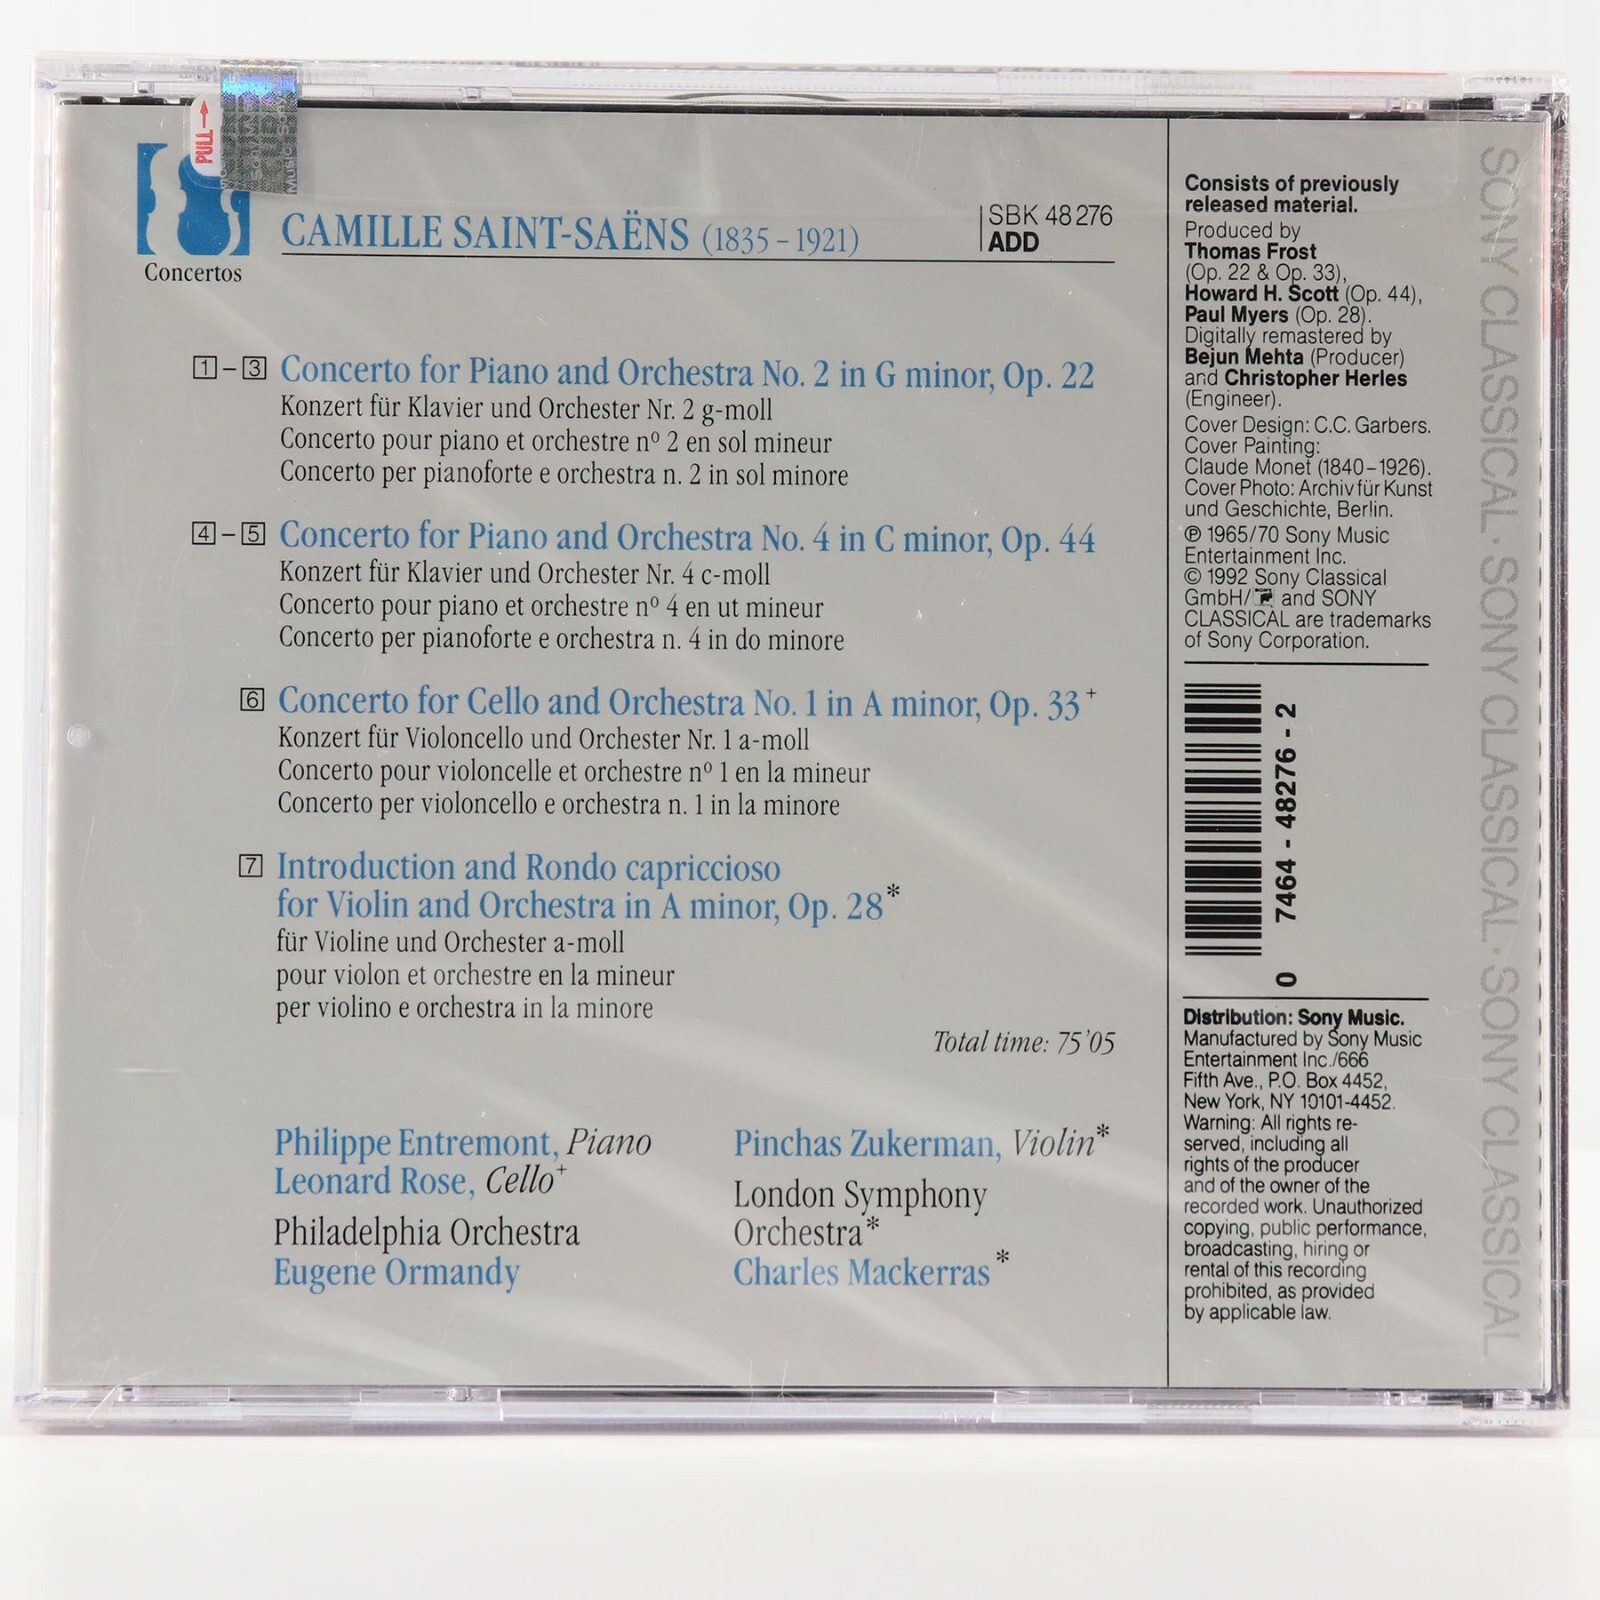 PULL→
Concertos
CAMILLE SAINT-SAËNS (1835 – 1921)
SBK 48 276
ADD
1 – 3 Concerto for Piano and Orchestra No. 2 in G minor, Op. 22
Konzert für Klavier und Orchester Nr. 2 g-moll
Concerto pour piano et orchestre nº 2 en sol mineur
Concerto per pianoforte e orchestra n. 2 in sol minore
4 – 5 Concerto for Piano and Orchestra No. 4 in C minor, Op. 44
Konzert für Klavier und Orchester Nr. 4 c-moll
Concerto pour piano et orchestre nº 4 en ut mineur
Concerto per pianoforte e orchestra n. 4 in do minore
6 Concerto for Cello and Orchestra No. 1 in A minor, Op. 33+
Konzert für Violoncello und Orchester Nr. 1 a-moll
Concerto pour violoncelle et orchestre nº 1 en la mineur
Concerto per violoncello e orchestra n. 1 in la minore
7 Introduction and Rondo capriccioso
for Violin and Orchestra in A minor, Op. 28*
für Violine und Orchester a-moll
pour violon et orchestre en la mineur
per violino e orchestra in la minore
Total time: 75'05
Philippe Entremont, Piano
Leonard Rose, Cello+
Philadelphia Orchestra
Eugene Ormandy
Pinchas Zukerman, Violin*
London Symphony
Orchestra*
Charles Mackerras*
Consists of previously
released material.
Produced by
Thomas Frost
(Op. 22 & Op. 33),
Howard H. Scott (Op. 44),
Paul Myers (Op. 28).
Digitally remastered by
Bejun Mehta (Producer)
and Christopher Herles
(Engineer).
Cover Design: C.C. Garbers.
Cover Painting:
Claude Monet (1840–1926).
Cover Photo: Archiv für Kunst
und Geschichte, Berlin.
℗ 1965/70 Sony Music
Entertainment Inc.
© 1992 Sony Classical
GmbH/ and SONY
CLASSICAL are trademarks
of Sony Corporation.
0 7464 - 48276 - 2
Distribution: Sony Music.
Manufactured by Sony Music
Entertainment Inc./666
Fifth Ave., P.O. Box 4452,
New York, NY 10101-4452.
Warning: All rights re-
served, including all
rights of the producer
and of the owner of the
recorded work. Unauthorized
copying, public performance,
broadcasting, hiring or
rental of this recording
prohibited, as provided
by applicable law.
SONY CLASSICAL · SONY CLASSICAL · SONY CLASSICAL